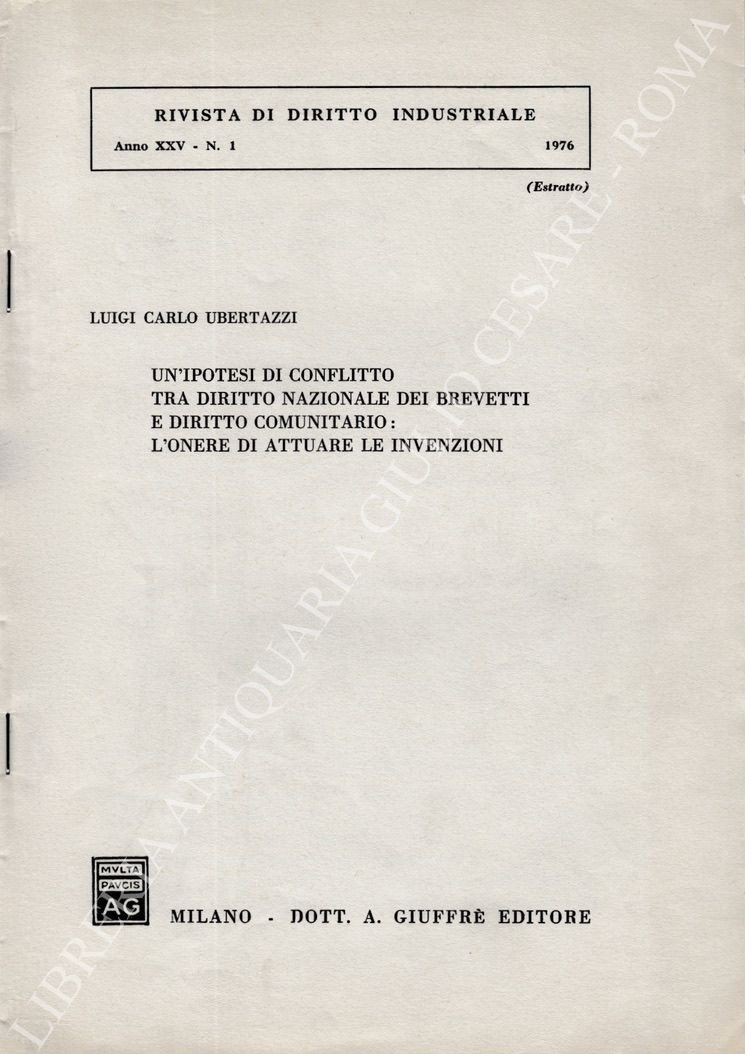 RIVISTA DI DIRITTO INDUSTRIALE
Anno XXV - N. 1 1976
(Estratto)
LUIGI CARLO UBERTAZZI
UN'IPOTESI DI CONFLITTO
TRA DIRITTO NAZIONALE DEI BREVETTI
E DIRITTO COMUNITARIO:
L'ONERE DI ATTUARE LE INVENZIONI
MVLTA
PAVCIS
AG
MILANO - DOTT. A. GIUFFRÈ EDITORE
LIBRERIA ANTIQUARIA GIULIO CESARE - ROMA